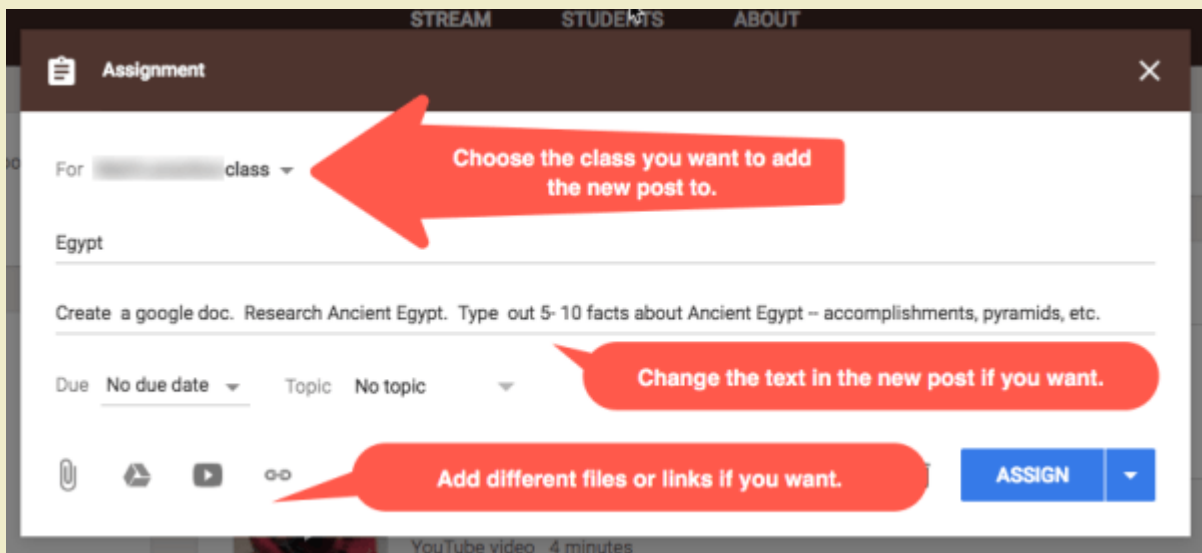 STREAM STUDENTS ABOUT
Assignment
For class
Choose the class you want to add
the new post to.
Egypt
Create a google doc. Research Ancient Egypt. Type out 5- 10 facts about Ancient Egypt -- accomplishments, pyramids, etc.
Change the text in the new post if you want.
Due No due date Topic No topic
Add different files or links if you want.
ASSIGN
YouTube video 4 minutes